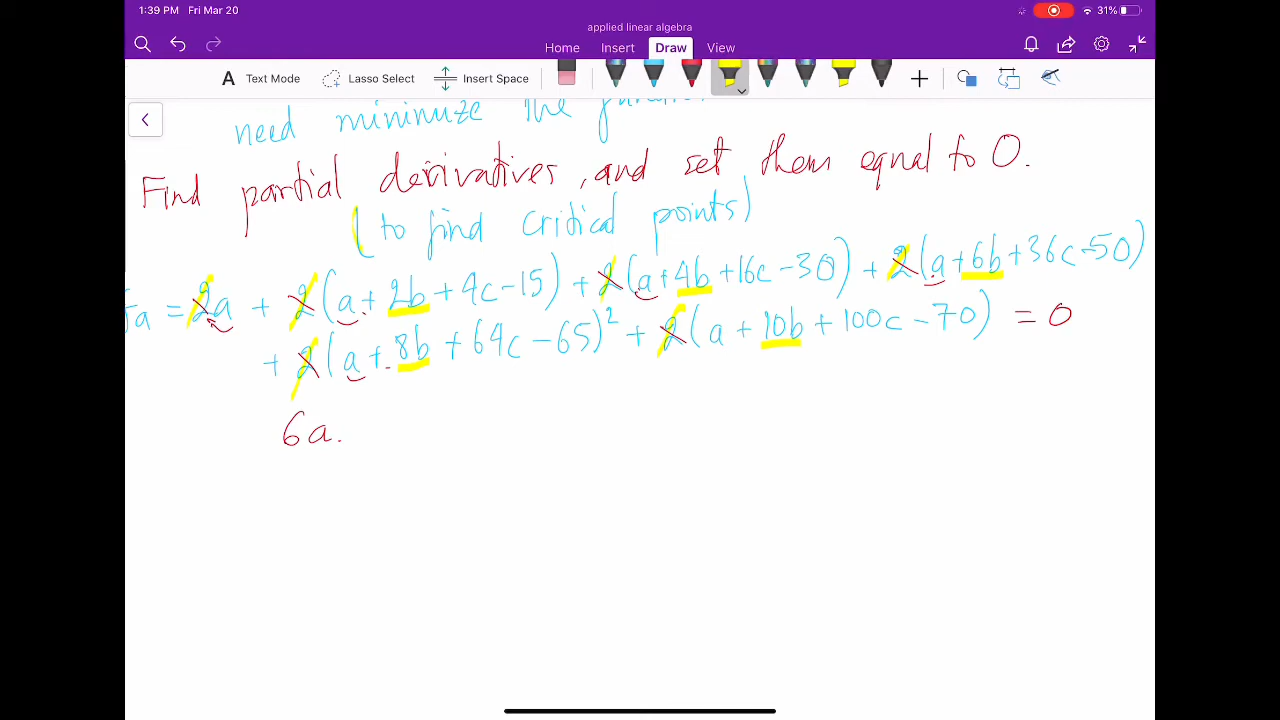 1:39 PM Fri Mar 20
31%
applied linear algebra
Home Insert Draw View
A Text Mode Lasso Select Insert Space
need minimize the
Find partial derivatives, and set them equal to 0.
(to find critical points)
fa = 2a + 2(a + 2b + 4c - 15) + 2(a + 4b + 16c - 30) + 2(a + 6b + 36c - 50)
+ 2(a + 8b + 64c - 65)² + 2(a + 10b + 100c - 70) = 0
6a.